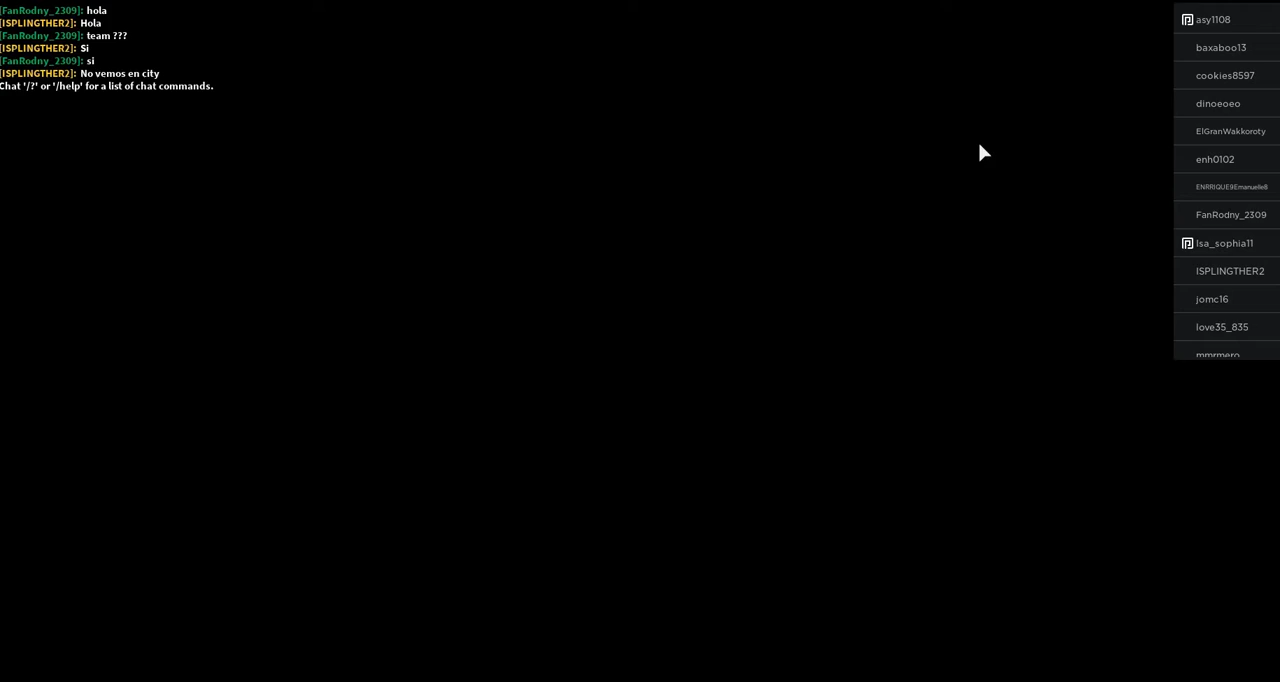 [FanRodny_2309]: hola
[ISPLINGTHER2]: Hola
[FanRodny_2309]: team ???
[ISPLINGTHER2]: Si
[FanRodny_2309]: si
[ISPLINGTHER2]: No vemos en city
Chat '/?' or '/help' for a list of chat commands.
asy1108
baxaboo13
cookies8597
dinoeoeo
ElGranWakkoroty
enh0102
ENRRIQUE9Emanuelle8
FanRodny_2309
Isa_sophia11
ISPLINGTHER2
jomc16
love35_835
mmrmero